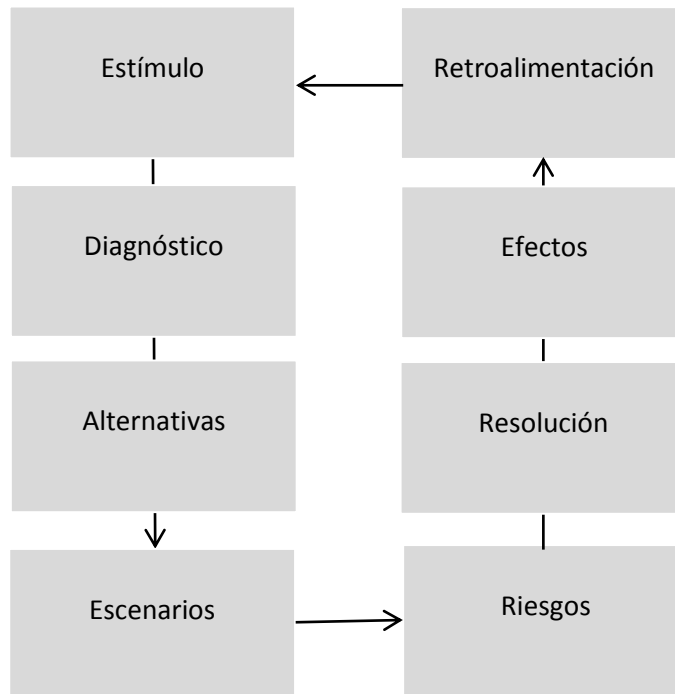 Estímulo
Retroalimentación
Diagnóstico
Efectos
Alternativas
Resolución
Escenarios
Riesgos